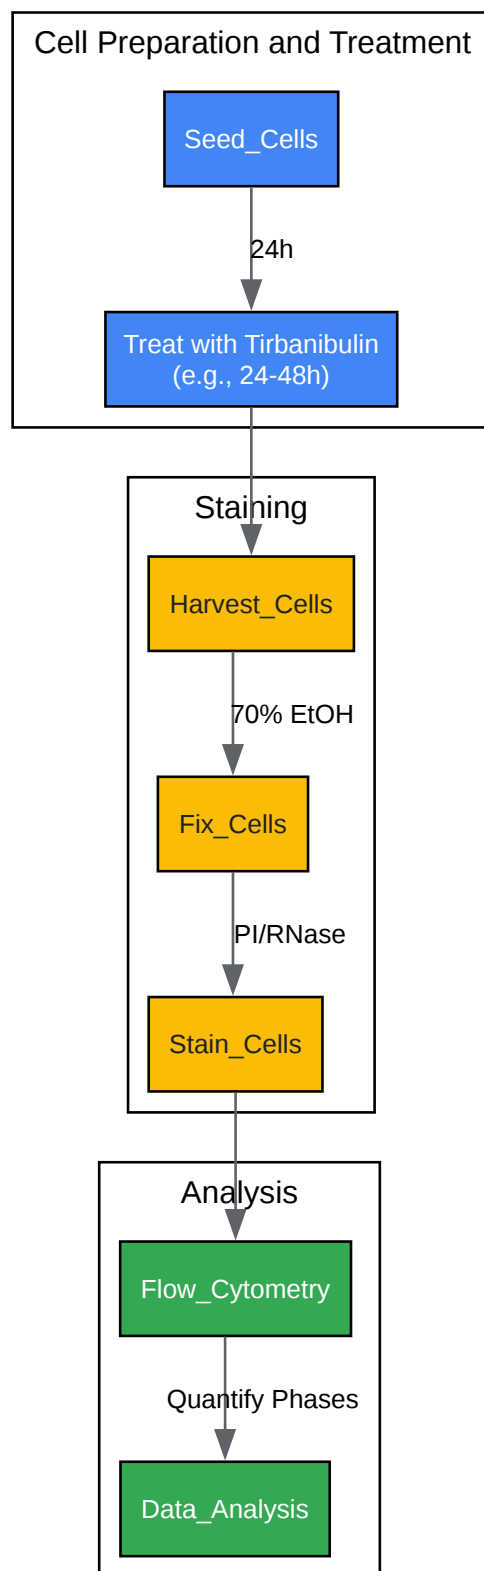 Cell Preparation and Treatment
Seed_Cells
24h
Treat with Tirbanibulin
(e.g., 24-48h)
Staining
Harvest_Cells
70% EtOH
Fix_Cells
PI/RNase
Stain_Cells
Analysis
Flow_Cytometry
Quantify Phases
Data_Analysis